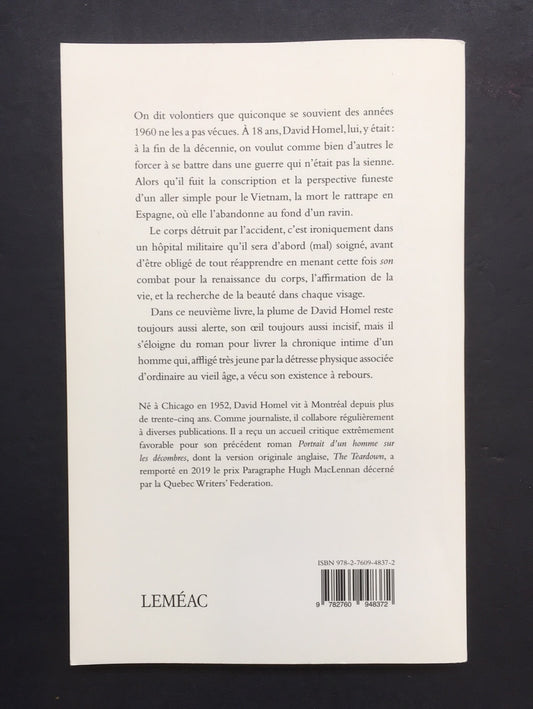 On dit volontiers que quiconque se souvient des années
1960 ne les a pas vécues. À 18 ans, David Homel, lui, y était :
à la fin de la décennie, on voulut comme bien d'autres le
forcer à se battre dans une guerre qui n'était pas la sienne.
Alors qu'il fuit la conscription et la perspective funeste
d'un aller simple pour le Vietnam, la mort le rattrape en
Espagne, où elle l'abandonne au fond d'un ravin.
Le corps détruit par l'accident, c'est ironiquement dans
un hôpital militaire qu'il sera d'abord (mal) soigné, avant
d'être obligé de tout réapprendre en menant cette fois son
combat pour la renaissance du corps, l'affirmation de la
vie, et la recherche de la beauté dans chaque visage.
Dans ce neuvième livre, la plume de David Homel reste
toujours aussi alerte, son œil toujours aussi incisif, mais il
s'éloigne du roman pour livrer la chronique intime d'un
homme qui, affligé très jeune par la détresse physique associée
d'ordinaire au vieil âge, a vécu son existence à rebours.
Né à Chicago en 1952, David Homel vit à Montréal depuis plus
de trente-cinq ans. Comme journaliste, il collabore régulièrement
à diverses publications. Il a reçu un accueil critique extrêmement
favorable pour son précédent roman Portrait d'un homme sur
les décombres, dont la version originale anglaise, The Teardown, a
remporté en 2019 le prix Paragraphe Hugh MacLennan décerné
par la Quebec Writers' Federation.
ISBN 978-2-7609-4837-2
9 782760 948372
LEMÉAC